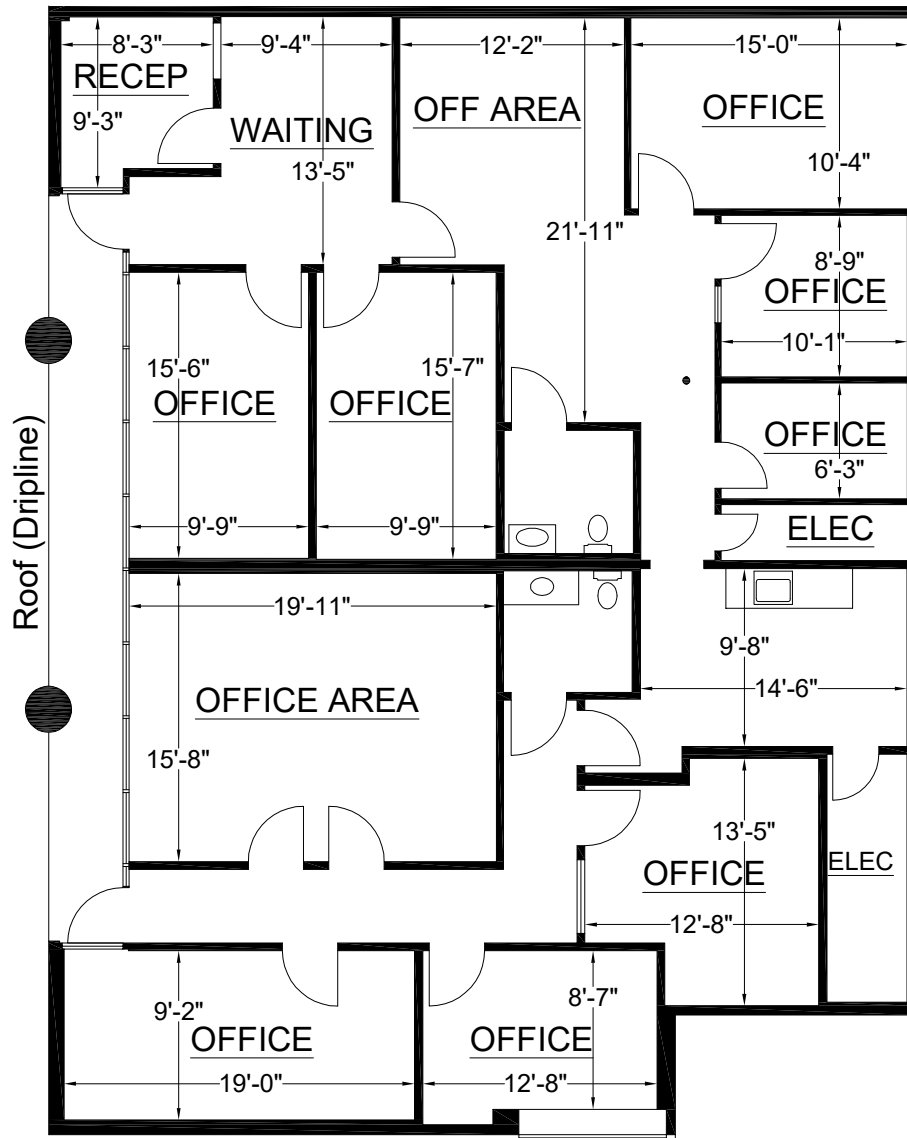 8'-3"
9'-4"
12'-2"
15'-0"
RECEP
9'-3"
WAITING
13'-5"
OFF AREA
OFFICE
10'-4"
21'-11"
8'-9"
OFFICE
10'-1"
15'-6"
OFFICE
15'-7"
OFFICE
OFFICE
6'-3"
9'-9"
9'-9"
ELEC
Roof (Dripline)
19'-11"
9'-8"
14'-6"
OFFICE AREA
15'-8"
13'-5"
OFFICE
12'-8"
ELEC
9'-2"
OFFICE
19'-0"
8'-7"
OFFICE
12'-8"